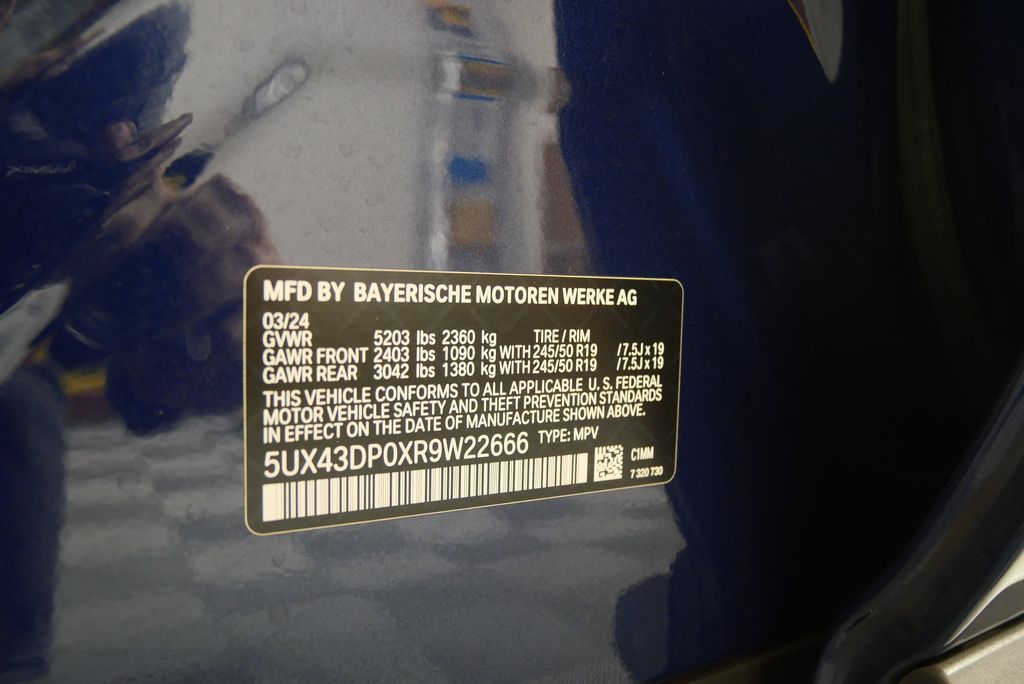 MFD BY BAYERISCHE MOTOREN WERKE AG
03/24
GVWR 5203 lbs 2360 kg TIRE / RIM
GAWR FRONT 2403 lbs 1090 kg WITH 245/50 R19 / 7.5J x 19
GAWR REAR 3042 lbs 1380 kg WITH 245/50 R19 / 7.5J x 19
THIS VEHICLE CONFORMS TO ALL APPLICABLE U. S. FEDERAL
MOTOR VEHICLE SAFETY AND THEFT PREVENTION STANDARDS
IN EFFECT ON THE DATE OF MANUFACTURE SHOWN ABOVE.
5UX43DP0XR9W22666 TYPE: MPV
C1MM
7 320 730